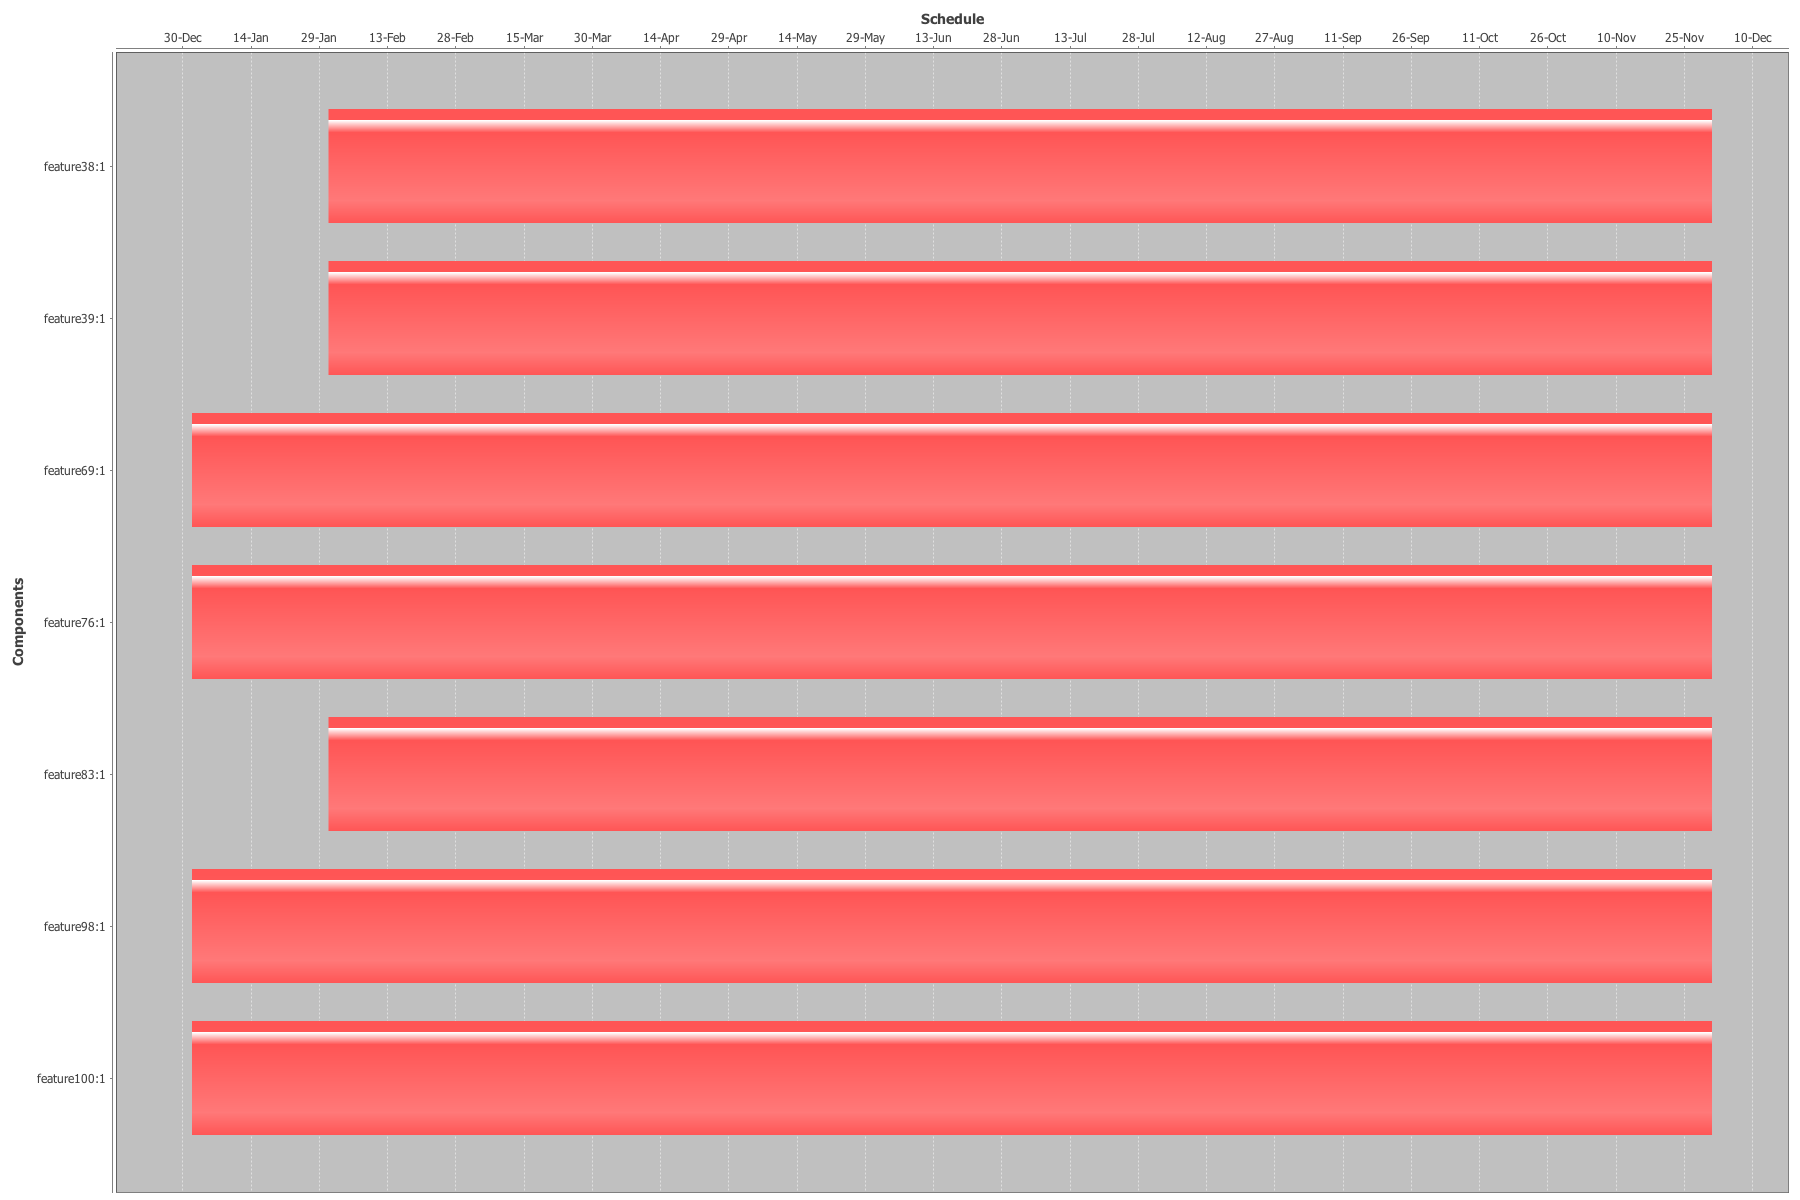 Schedule
30-Dec 14-Jan 29-Jan 13-Feb 28-Feb 15-Mar 30-Mar 14-Apr 29-Apr 14-May 29-May 13-Jun 28-Jun 13-Jul 28-Jul 12-Aug 27-Aug 11-Sep 26-Sep 11-Oct 26-Oct 10-Nov 25-Nov 10-Dec
feature38:1
feature39:1
feature69:1
feature76:1
Components
feature83:1
feature98:1
feature100:1